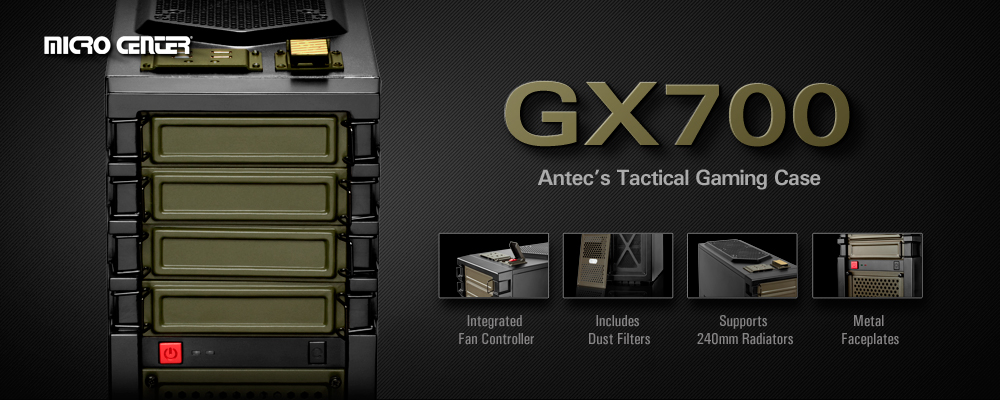 MICRO CENTER
GX700
Antec's Tactical Gaming Case
Integrated
Fan Controller
Includes
Dust Filters
Supports
240mm Radiators
Metal
Faceplates